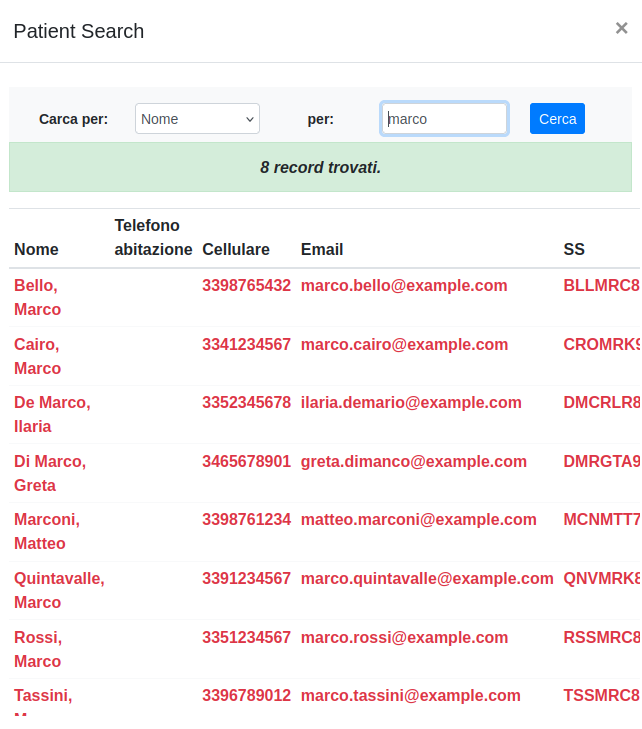 Patient Search ×
Carca per: Nome per: marco Cerca
8 record trovati.
Nome Telefono abitazione Cellulare Email SS
Bello, Marco 3398765432 marco.bello@example.com BLLMRC8
Cairo, Marco 3341234567 marco.cairo@example.com CROMRK9
De Marco, Ilaria 3352345678 ilaria.demario@example.com DMCRLR8
Di Marco, Greta 3465678901 greta.dimanco@example.com DMRGTA9
Marconi, Matteo 3398761234 matteo.marconi@example.com MCNMTT7
Quintavalle, Marco 3391234567 marco.quintavalle@example.com QNVMRK8
Rossi, Marco 3351234567 marco.rossi@example.com RSSMRC8
Tassini, 3396789012 marco.tassini@example.com TSSMRC8